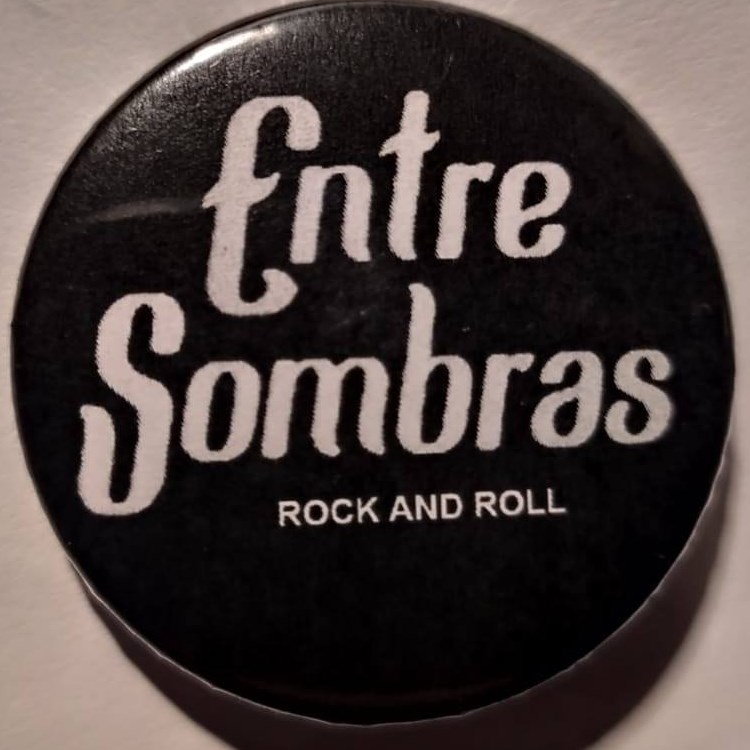 Entre
Sombras
ROCK AND ROLL